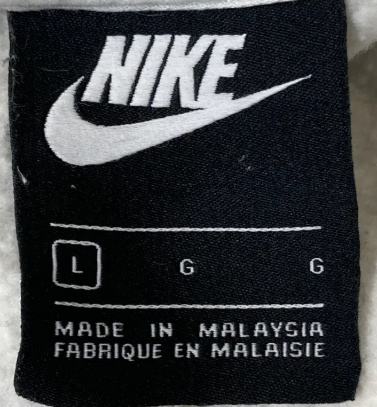 NIKE
L G G
MADE IN MALAYSIA
FABRIQUE EN MALAISIE